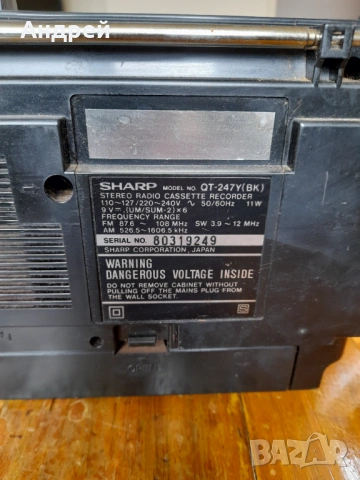 Андрей
SHARP MODEL NO. QT-247Y(BK)
STEREO RADIO CASSETTE RECORDER
110~127/220~240V ∿ 50/60Hz 11W
9V ⎓ (UM/SUM-2)×6
FREQUENCY RANGE
FM 87.6 ~ 108 MHz SW 3.9 ~ 12 MHz
AM 526.5~1606.5 kHz
SERIAL NO. 80319249
SHARP CORPORATION, JAPAN
WARNING
DANGEROUS VOLTAGE INSIDE
DO NOT REMOVE CABINET WITHOUT
PULLING OFF THE MAINS PLUG FROM
THE WALL SOCKET.
S
OPEN
BAZAR
bg